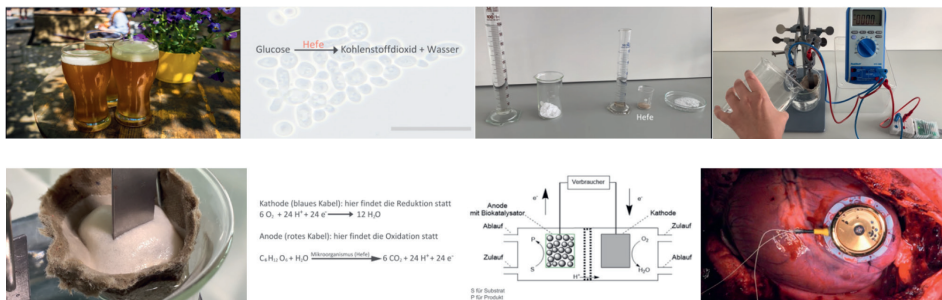 Glucose Hefe Kohlenstoffdioxid + Wasser
Hefe
Kathode (blaues Kabel): hier findet die Reduktion statt
6 O₂ + 24 H⁺ + 24 e⁻ 12 H₂O
Anode (rotes Kabel): hier findet die Oxidation statt
C₆H₁₂O₆ + H₂O Mikroorganismus (Hefe) 6 CO₂ + 24 H⁺ + 24 e⁻
Verbraucher
e⁻
e⁻
Anode
mit Biokatalysator
Kathode
Ablauf
Zulauf
P
S
O₂
H₂O
Zulauf
Ablauf
H⁺
S für Substrat
P für Produkt